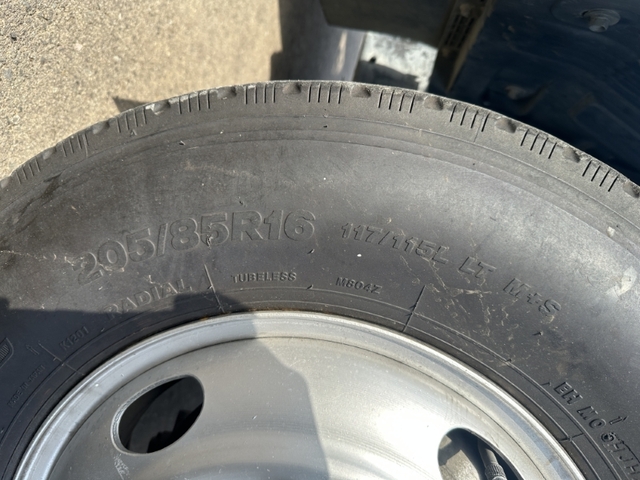 205/85R16 117/115L LT M+S
RADIAL TUBELESS M804Z